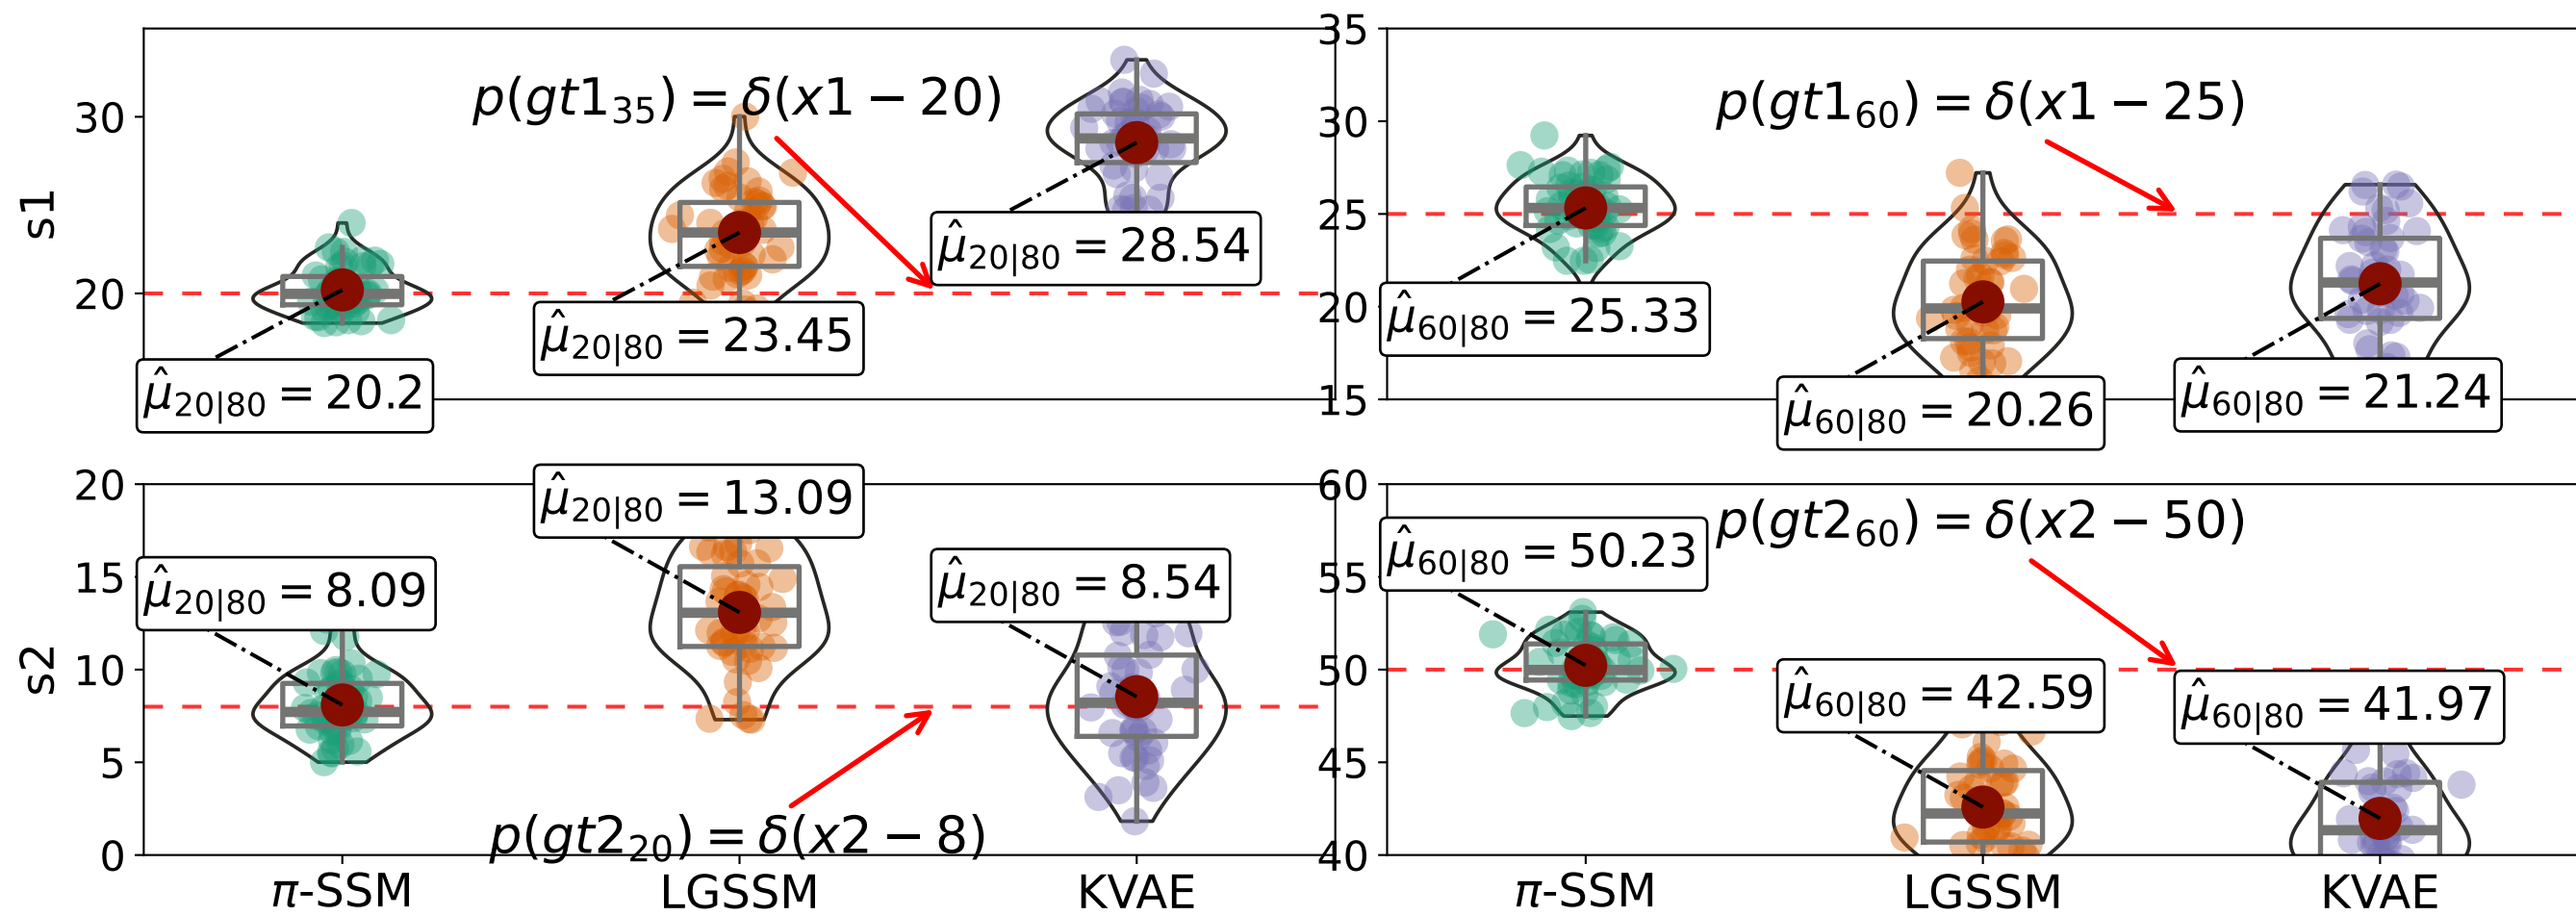 s1
30
20
p(gt1₃₅) = δ(x1 − 20)
μ̂₂₀|₈₀ = 20.2
μ̂₂₀|₈₀ = 23.45
μ̂₂₀|₈₀ = 28.54
35
30
25
20
15
p(gt1₆₀) = δ(x1 − 25)
μ̂₆₀|₈₀ = 25.33
μ̂₆₀|₈₀ = 20.26
μ̂₆₀|₈₀ = 21.24
s2
20
15
10
5
0
μ̂₂₀|₈₀ = 8.09
μ̂₂₀|₈₀ = 13.09
μ̂₂₀|₈₀ = 8.54
p(gt2₂₀) = δ(x2 − 8)
π-SSM
LGSSM
KVAE
60
55
50
45
40
μ̂₆₀|₈₀ = 50.23
p(gt2₆₀) = δ(x2 − 50)
μ̂₆₀|₈₀ = 42.59
μ̂₆₀|₈₀ = 41.97
π-SSM
LGSSM
KVAE